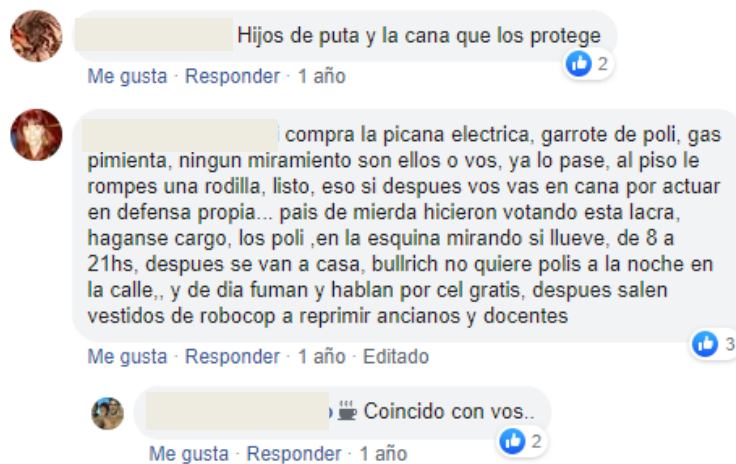 Hijos de puta y la cana que los protege
2
Me gusta · Responder · 1 año
compra la picana electrica, garrote de poli, gas
pimienta, ningun miramiento son ellos o vos, ya lo pase, al piso le
rompes una rodilla, listo, eso si despues vos vas en cana por actuar
en defensa propia... pais de mierda hicieron votando esta lacra,
haganse cargo, los poli ,en la esquina mirando si llueve, de 8 a
21hs, despues se van a casa, bullrich no quiere polis a la noche en
la calle,, y de dia fuman y hablan por cel gratis, despues salen
vestidos de robocop a reprimir ancianos y docentes
3
Me gusta · Responder · 1 año · Editado
Coincido con vos..
2
Me gusta · Responder · 1 año